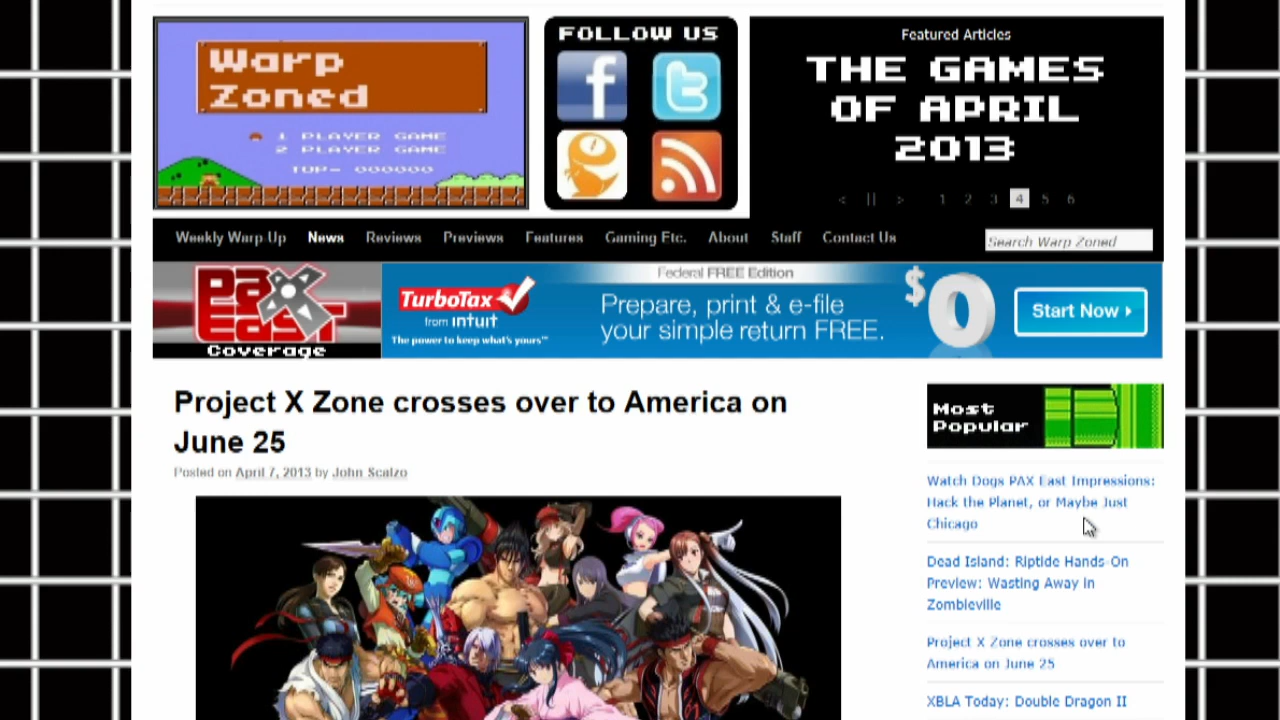 Warp
Zoned
1 PLAYER GAME
2 PLAYER GAME
TOP- 000000
FOLLOW US
Featured Articles
THE GAMES
OF APRIL
2013
< || > 1 2 3 4 5 6
Weekly Warp Up News Reviews Previews Features Gaming Etc. About Staff Contact Us
Search Warp Zoned
PAX
East
Coverage
TurboTax
from intuit
The power to keep what's yours℠
Federal FREE Edition
Prepare, print & e-file
your simple return FREE.
$0
Start Now
Project X Zone crosses over to America on
June 25
Posted on April 7, 2013 by John Scalzo
Most
Popular
Watch Dogs PAX East Impressions:
Hack the Planet, or Maybe Just
Chicago
Dead Island: Riptide Hands-On
Preview: Wasting Away in
Zombieville
Project X Zone crosses over to
America on June 25
XBLA Today: Double Dragon II